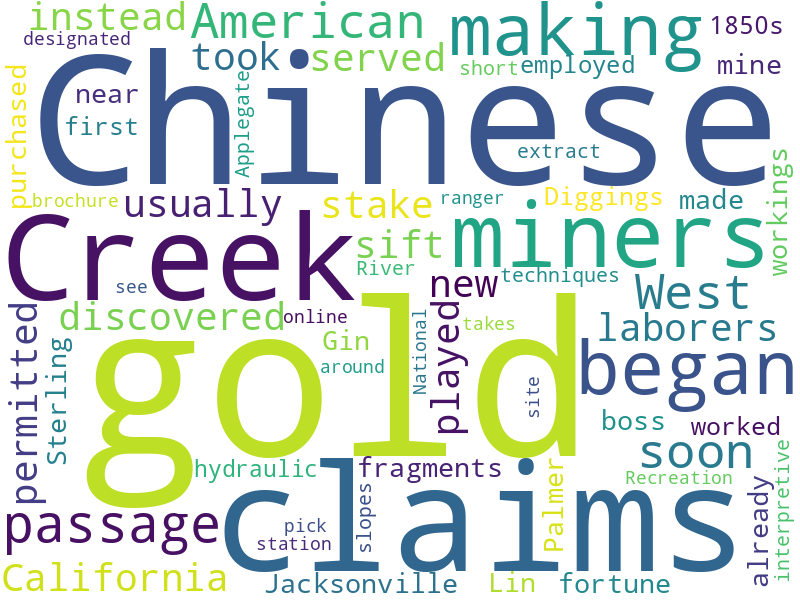 instead American making 1850s
designated took served
short employed mine
Chinese
near
first
purchased
Applegate
extract
brochure
usually
stake
ranger
Diggings
made
workings
Creek
sift
miners
River
see
new
techniques
West
discovered
online
played
National
takes
laborers
permitted
Sterling
Gin
around
gold
site
began
boss
worked
soon
hydraulic
fragments
Palmer
Recreation
interpretive
passage
claims
slopes
pick
station
already
California
Jacksonville
Lin
fortune